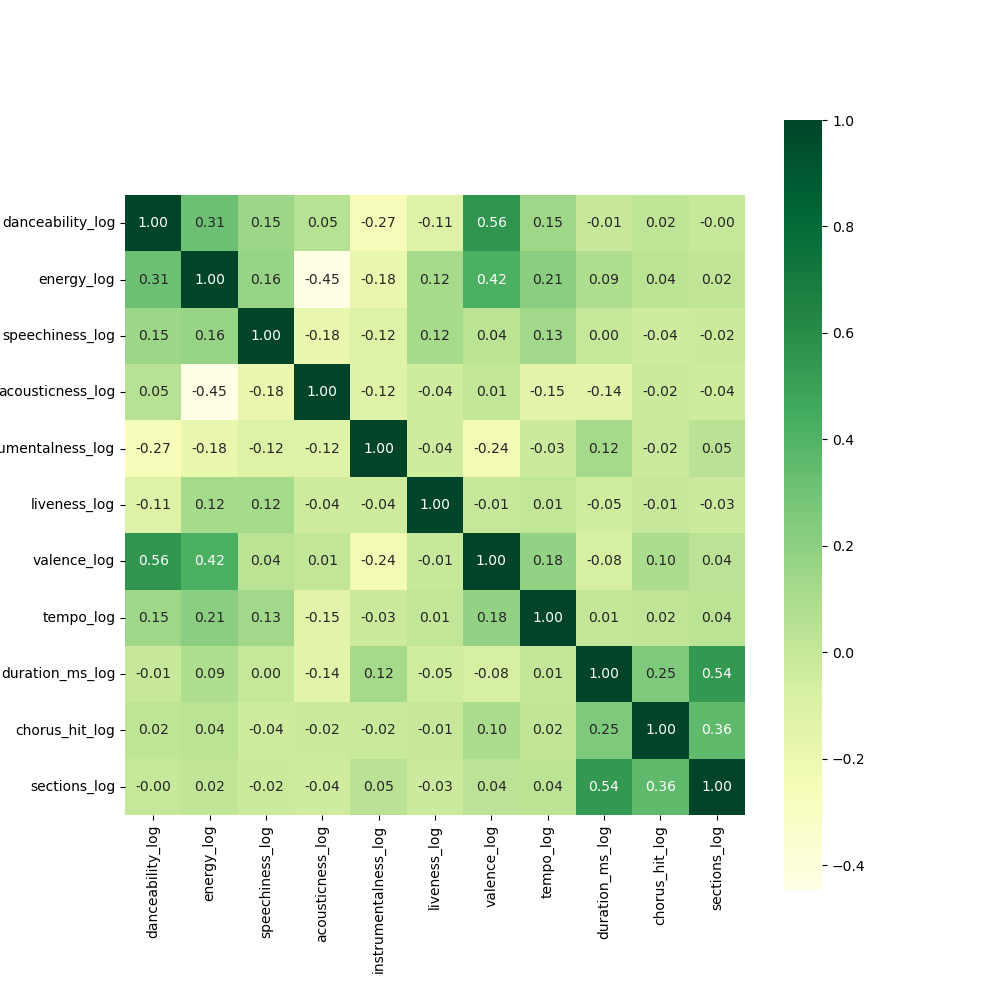 1.0
danceability_log 1.00 0.31 0.15 0.05 -0.27 -0.11 0.56 0.15 -0.01 0.02 -0.00
0.8
energy_log 0.31 1.00 0.16 -0.45 -0.18 0.12 0.42 0.21 0.09 0.04 0.02
speechiness_log 0.15 0.16 1.00 -0.18 -0.12 0.12 0.04 0.13 0.00 -0.04 -0.02
0.6
acousticness_log 0.05 -0.45 -0.18 1.00 -0.12 -0.04 0.01 -0.15 -0.14 -0.02 -0.04
0.4
umentalness_log -0.27 -0.18 -0.12 -0.12 1.00 -0.04 -0.24 -0.03 0.12 -0.02 0.05
liveness_log -0.11 0.12 0.12 -0.04 -0.04 1.00 -0.01 0.01 -0.05 -0.01 -0.03
0.2
valence_log 0.56 0.42 0.04 0.01 -0.24 -0.01 1.00 0.18 -0.08 0.10 0.04
tempo_log 0.15 0.21 0.13 -0.15 -0.03 0.01 0.18 1.00 0.01 0.02 0.04
0.0
duration_ms_log -0.01 0.09 0.00 -0.14 0.12 -0.05 -0.08 0.01 1.00 0.25 0.54
chorus_hit_log 0.02 0.04 -0.04 -0.02 -0.02 -0.01 0.10 0.02 0.25 1.00 0.36
−0.2
sections_log -0.00 0.02 -0.02 -0.04 0.05 -0.03 0.04 0.04 0.54 0.36 1.00
−0.4
danceability_log
energy_log
speechiness_log
acousticness_log
instrumentalness_log
liveness_log
valence_log
tempo_log
duration_ms_log
chorus_hit_log
sections_log